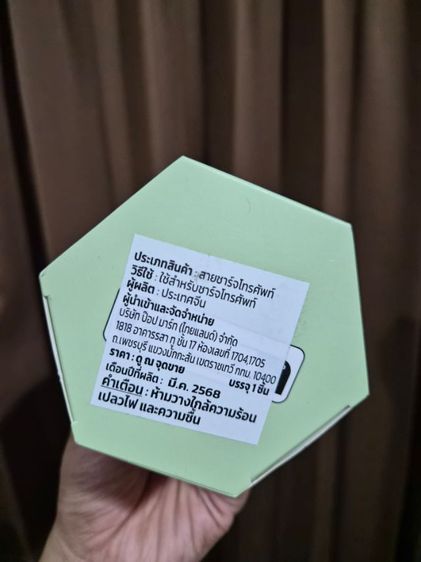 ประเภทสินค้า : สายชาร์จโทรศัพท์
วิธีใช้ : ใช้สำหรับชาร์จโทรศัพท์
ผู้ผลิต : ประเทศจีน
ผู้นำเข้าและจัดจำหน่าย
บริษัท ป๊อป มาร์ท (ไทยแลนด์) จำกัด
1818 อาคารรสา ทู ชั้น 17 ห้องเลขที่ 1704,1705
ถ.เพชรบุรี แขวงมักกะสัน เขตราชเทวี กทม. 10400
ราคา : ดู ณ จุดขาย บรรจุ 1 ชิ้น
เดือนปีที่ผลิต : มี.ค. 2568
คำเตือน : ห้ามวางใกล้ความร้อน
เปลวไฟ และความชื้น